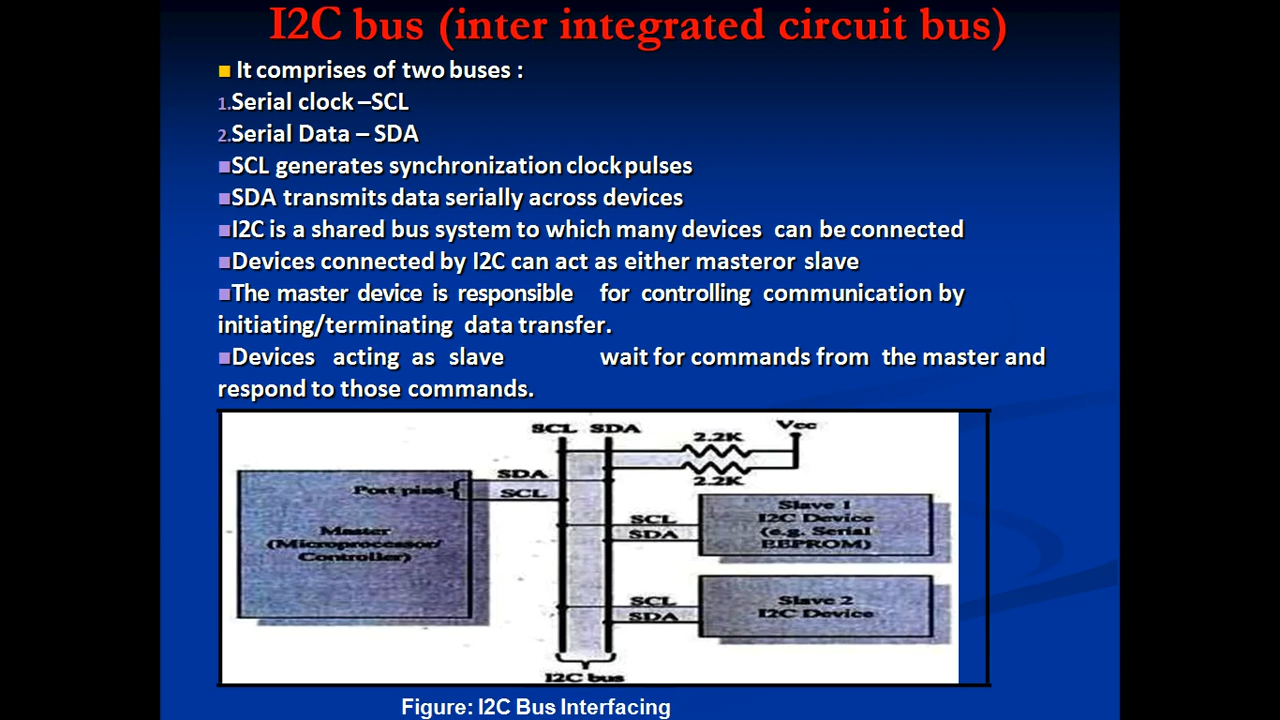 I2C bus (inter integrated circuit bus)
■ It comprises of two buses :
1.Serial clock –SCL
2.Serial Data – SDA
■SCL generates synchronization clock pulses
■SDA transmits data serially across devices
■I2C is a shared bus system to which many devices can be connected
■Devices connected by I2C can act as either masteror slave
■The master device is responsible for controlling communication by
initiating/terminating data transfer.
■Devices acting as slave wait for commands from the master and
respond to those commands.
SCL SDA
Vcc
2.2K
2.2K
SDA
Port pins
SCL
Master
(Microprocessor/
Controller)
SCL
SDA
Slave 1
I2C Device
(e.g. Serial
EEPROM)
SCL
SDA
Slave 2
I2C Device
I2C bus
Figure: I2C Bus Interfacing